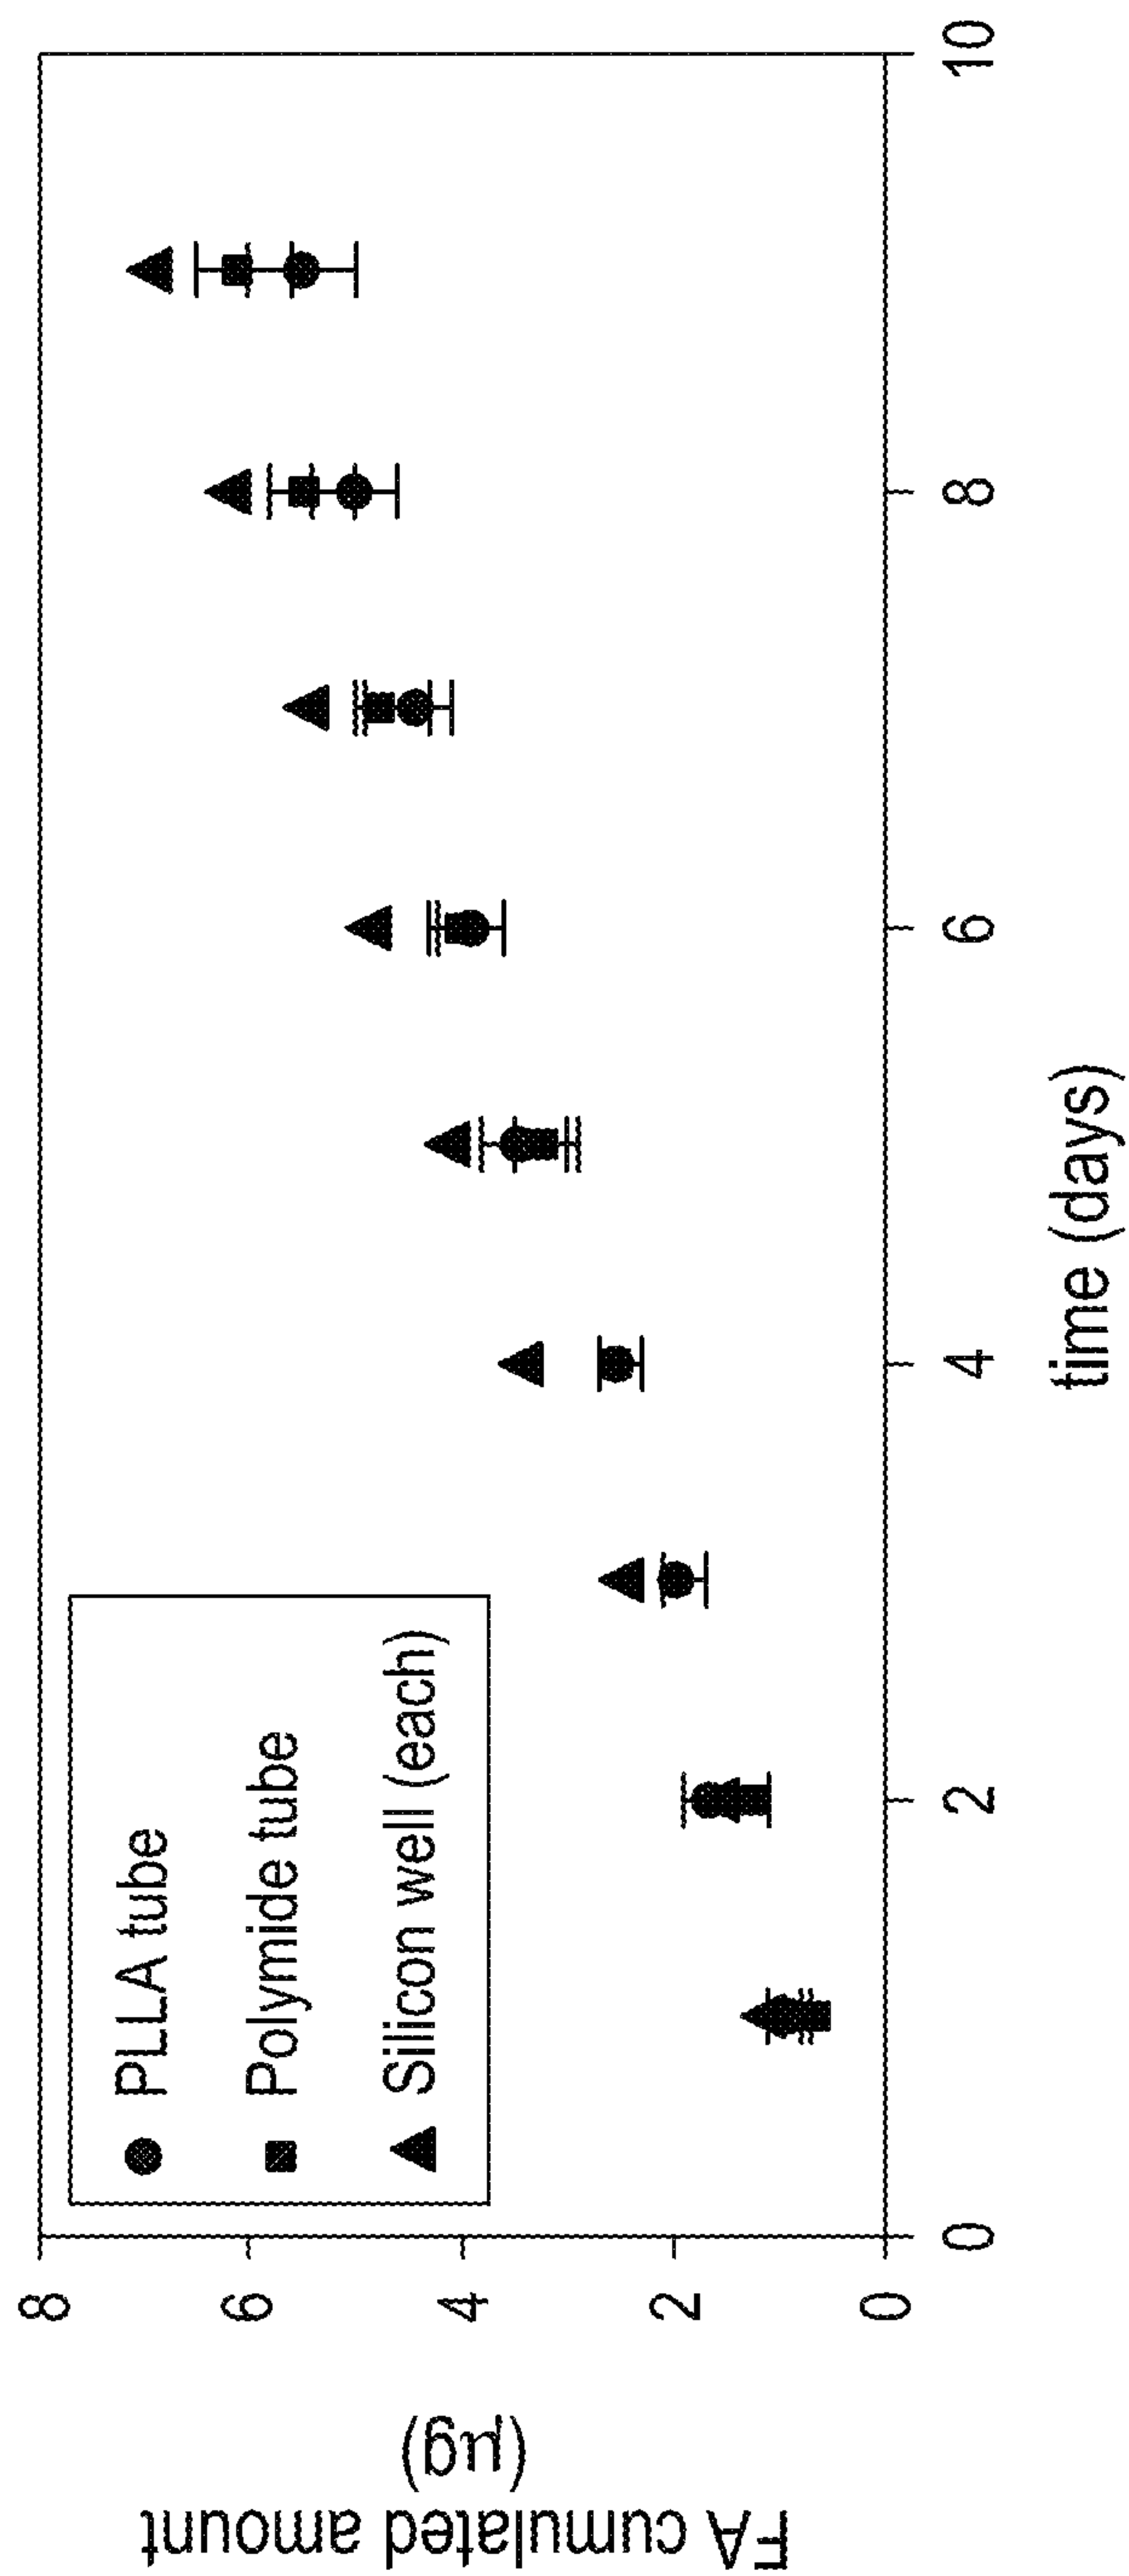 FA cumulated amount
(µg)
8
6
4
2
0
PLLA tube
Polymide tube
Silicon well (each)
0
2
4
6
8
10
time (days)